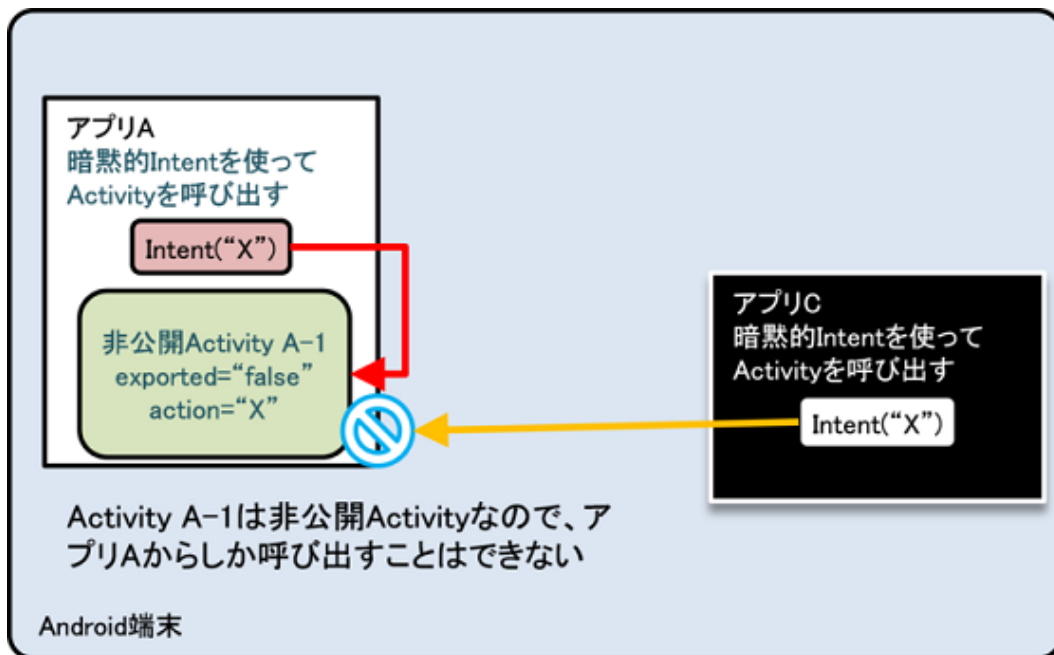 アプリA
暗黙的Intentを使って
Activityを呼び出す
Intent(“X”)
非公開Activity A-1
exported=“false”
action=“X”
アプリC
暗黙的Intentを使って
Activityを呼び出す
Intent(“X”)
Activity A-1は非公開Activityなので、ア
プリAからしか呼び出すことはできない
Android端末